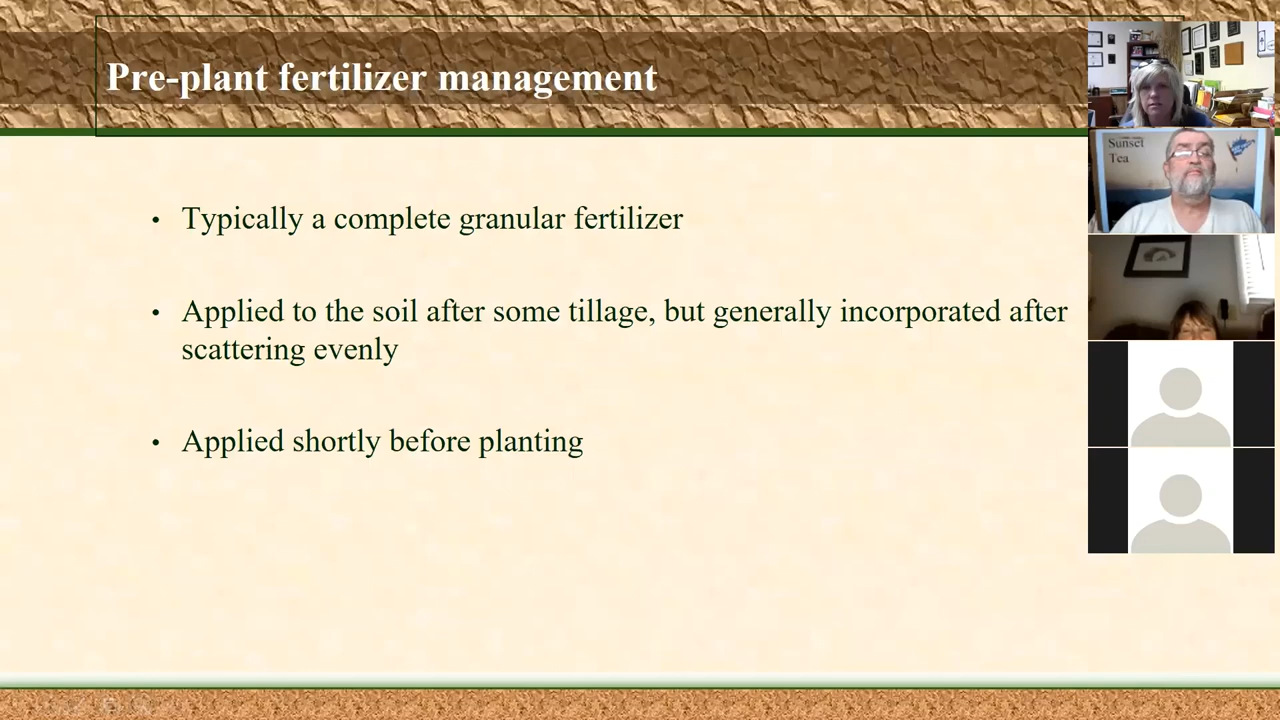 Pre-plant fertilizer management
• Typically a complete granular fertilizer
• Applied to the soil after some tillage, but generally incorporated after
scattering evenly
• Applied shortly before planting
Sunset
Tea